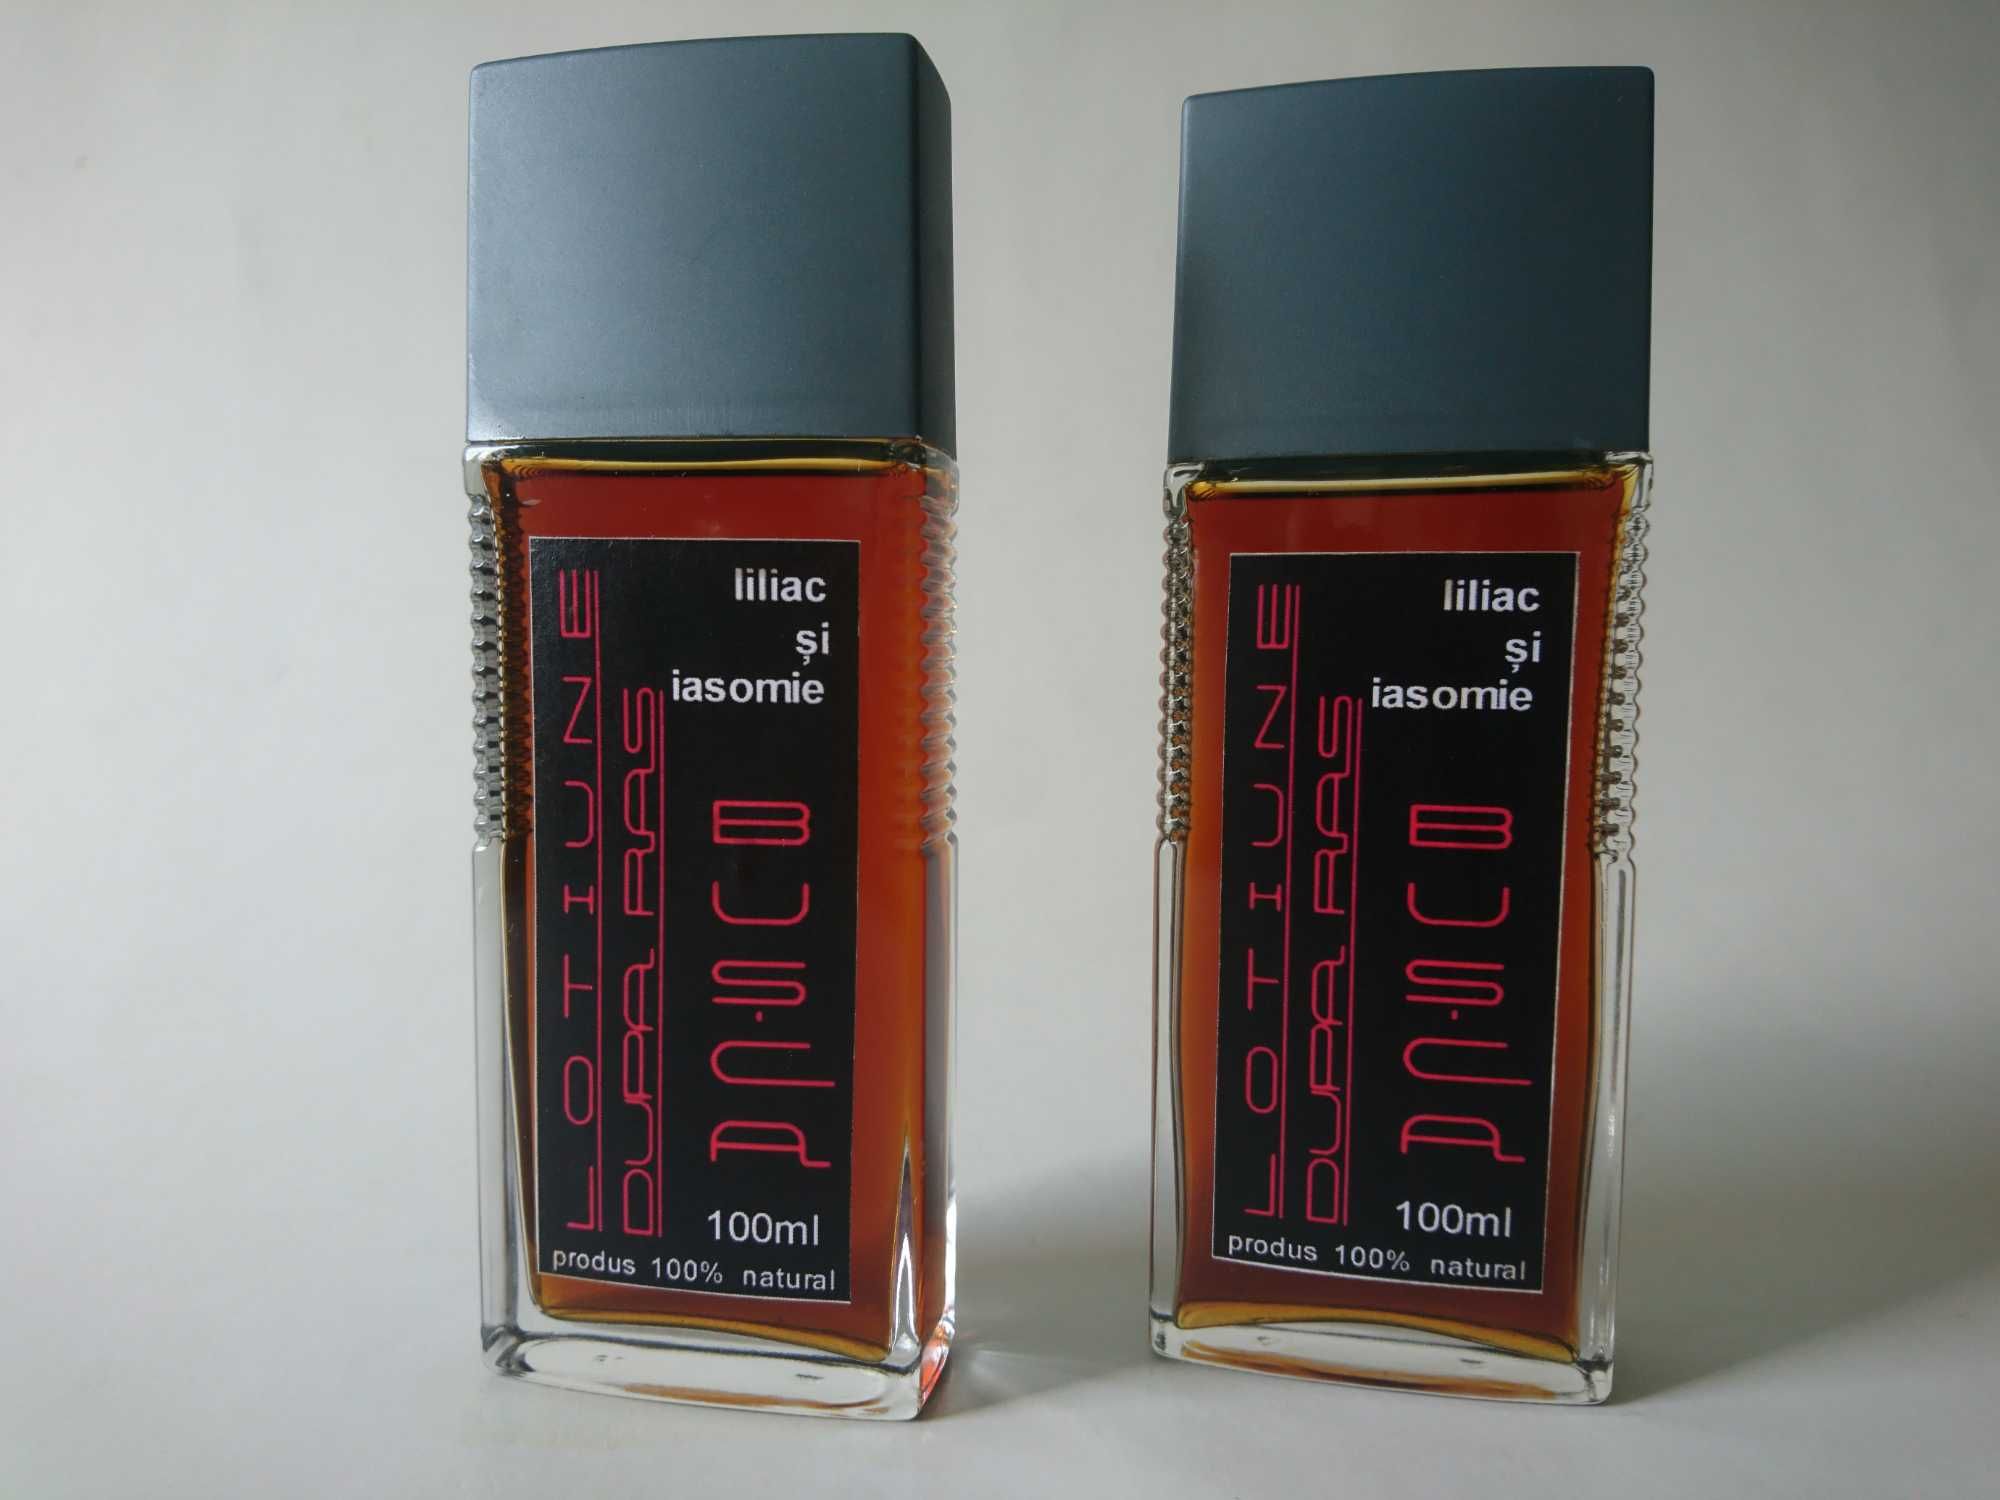 liliac
și
iasomie
LOTIUNE
DUPA RAS
100ml
produs 100% natural
liliac
și
iasomie
LOTIUNE
DUPA RAS
100ml
produs 100% natural